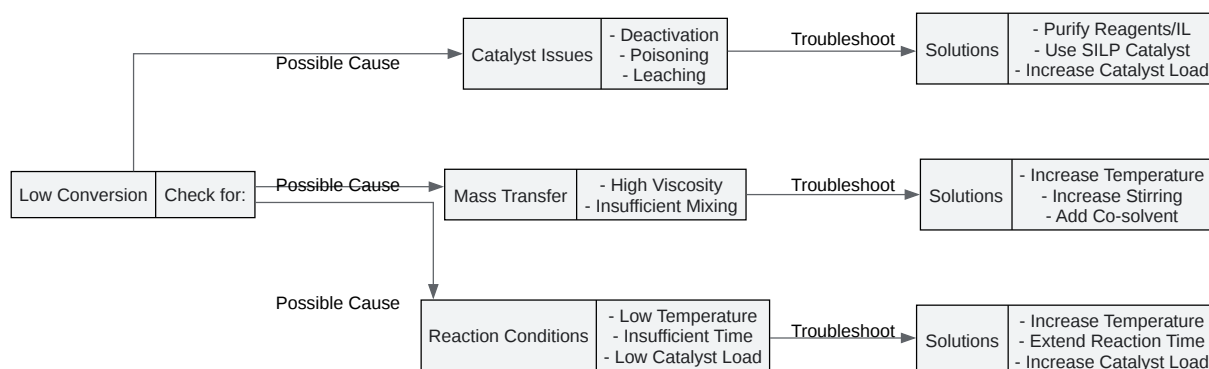 Possible Cause
Catalyst Issues
- Deactivation
- Poisoning
- Leaching
Troubleshoot
Solutions
- Purify Reagents/IL
- Use SILP Catalyst
- Increase Catalyst Load
Low Conversion
Check for:
Possible Cause
Mass Transfer
- High Viscosity
- Insufficient Mixing
Troubleshoot
Solutions
- Increase Temperature
- Increase Stirring
- Add Co-solvent
Possible Cause
Reaction Conditions
- Low Temperature
- Insufficient Time
- Low Catalyst Load
Troubleshoot
Solutions
- Increase Temperature
- Extend Reaction Time
- Increase Catalyst Load